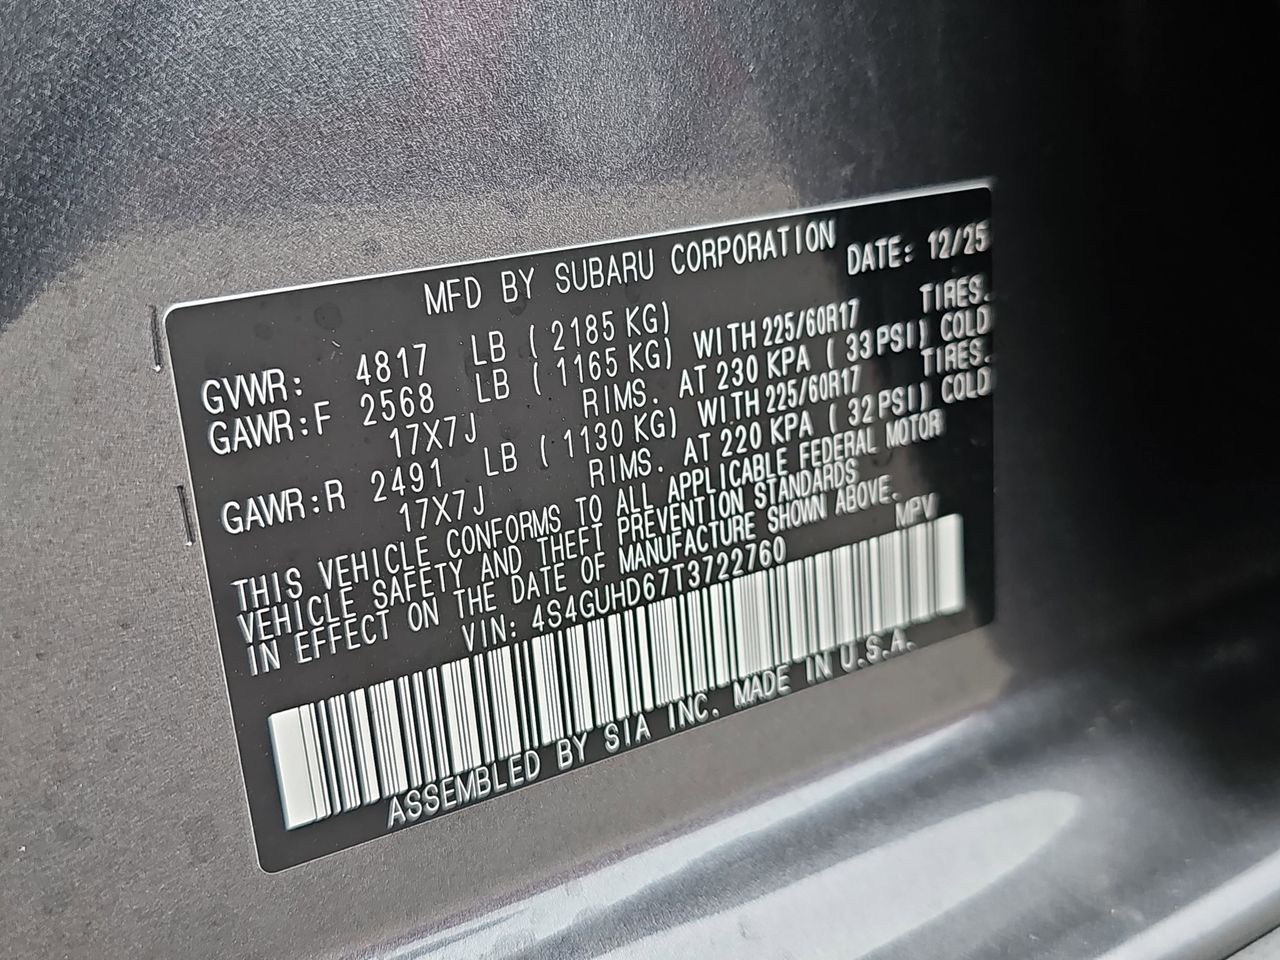 MFD BY SUBARU CORPORATION DATE: 12/25
GVWR: 4817 LB ( 2185 KG)
GAWR:F 2568 LB ( 1165 KG) WITH 225/60R17 TIRES.
17X7J RIMS. AT 230 KPA ( 33 PSI) COLD
GAWR:R 2491 LB ( 1130 KG) WITH 225/60R17 TIRES.
17X7J RIMS. AT 220 KPA ( 32 PSI) COLD
THIS VEHICLE CONFORMS TO ALL APPLICABLE FEDERAL MOTOR
VEHICLE SAFETY AND THEFT PREVENTION STANDARDS
IN EFFECT ON THE DATE OF MANUFACTURE SHOWN ABOVE.
VIN: 4S4GUHD67T3722760 MPV
ASSEMBLED BY SIA INC. MADE IN U.S.A.